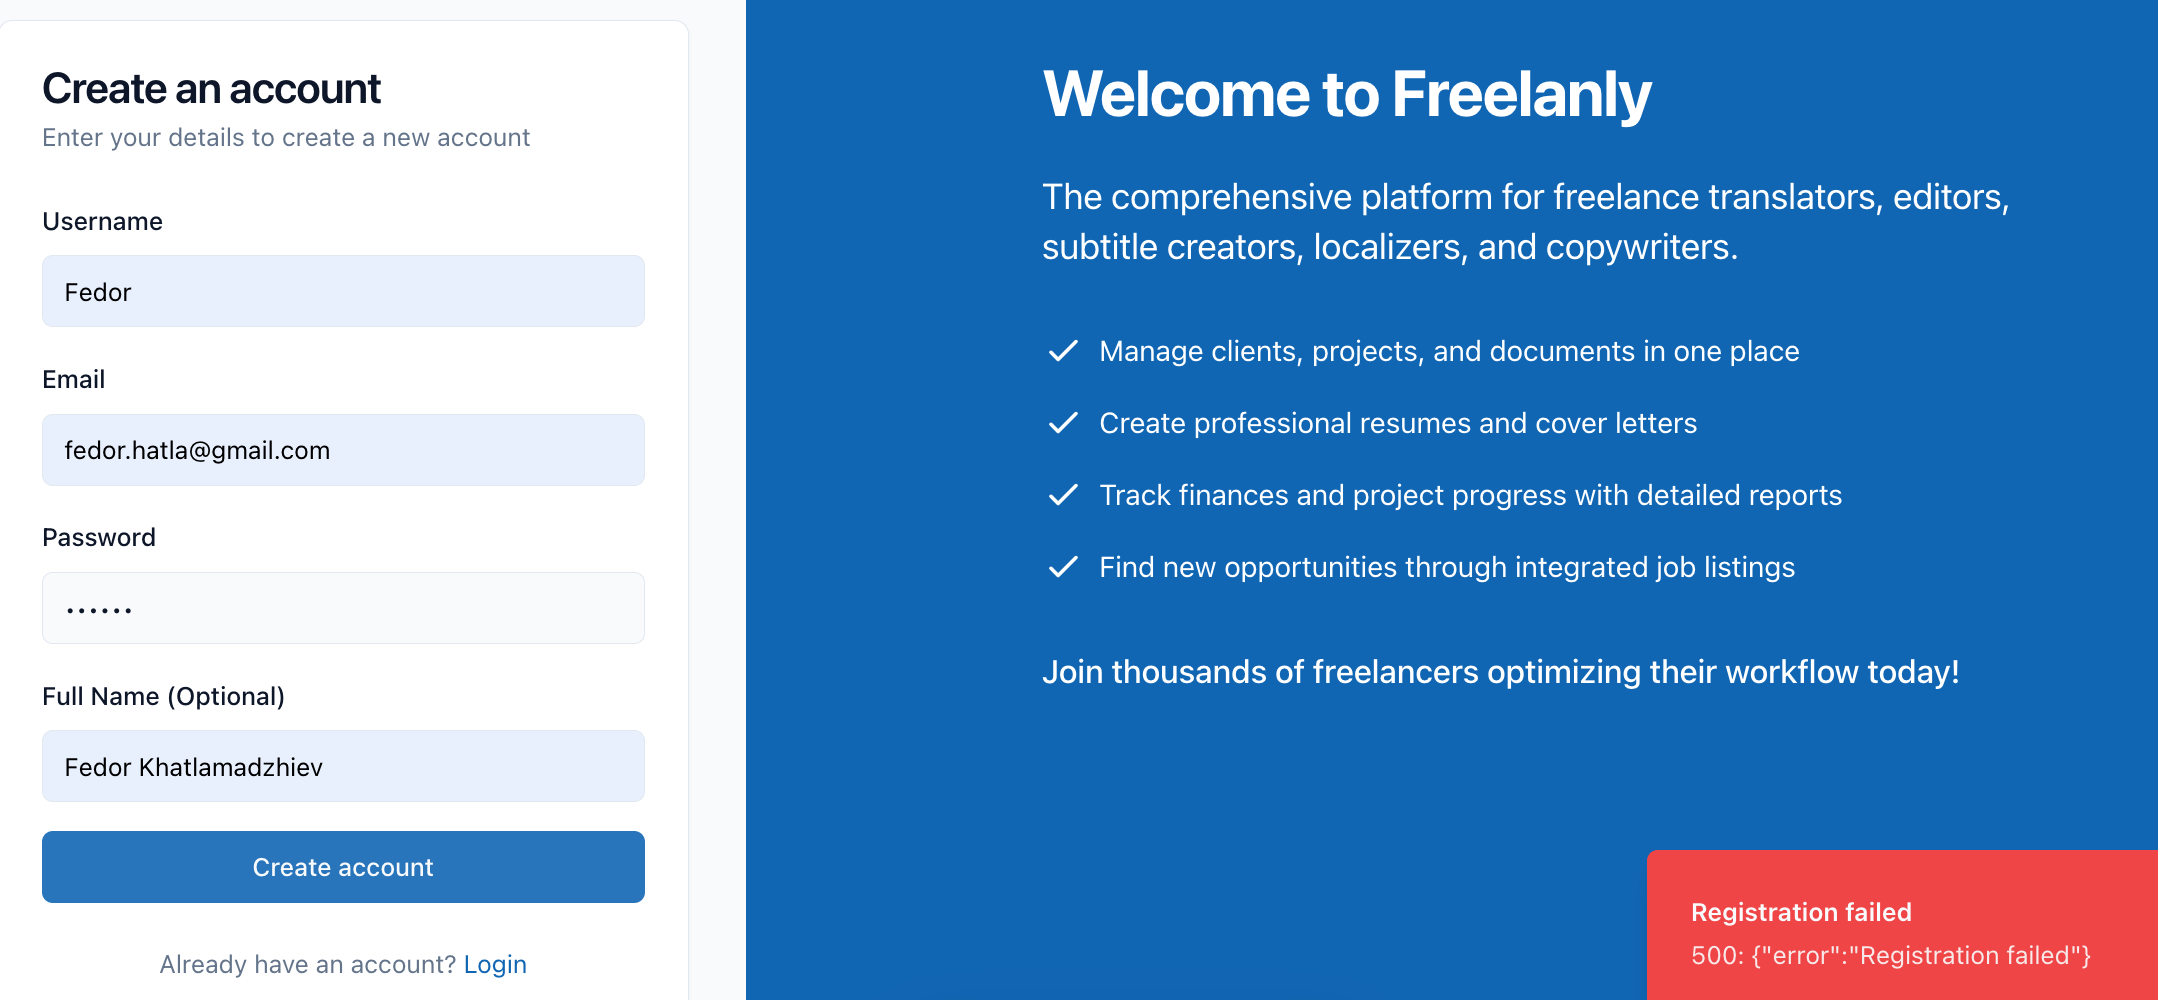 Create an account
Enter your details to create a new account
Username
Fedor
Email
fedor.hatla@gmail.com
Password
••••••
Full Name (Optional)
Fedor Khatlamadzhiev
Create account
Already have an account? Login
Welcome to Freelanly
The comprehensive platform for freelance translators, editors,
subtitle creators, localizers, and copywriters.
Manage clients, projects, and documents in one place
Create professional resumes and cover letters
Track finances and project progress with detailed reports
Find new opportunities through integrated job listings
Join thousands of freelancers optimizing their workflow today!
Registration failed
500: {"error":"Registration failed"}